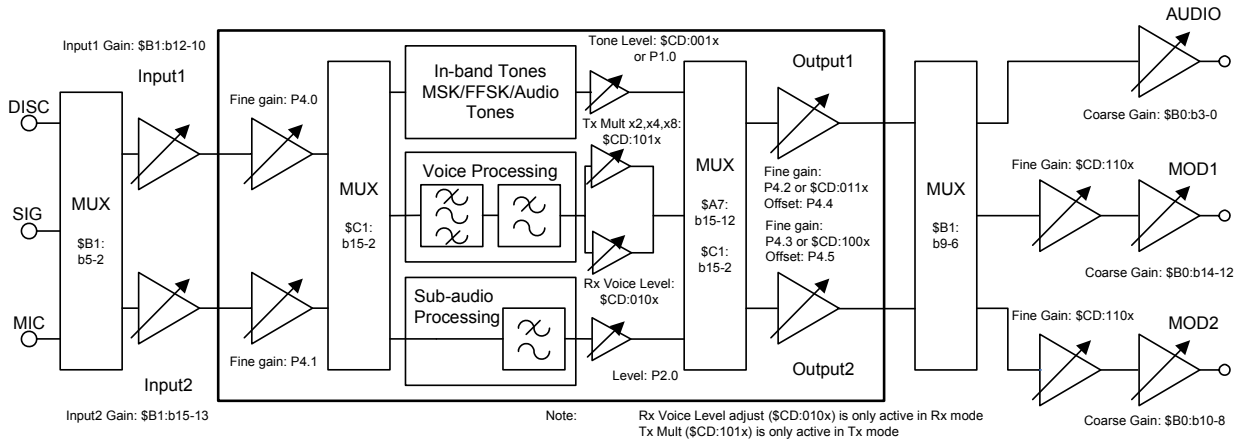 AUDIO
Input1 Gain: $B1:b12-10
Input1
Tone Level: $CD:001x
or P1.0
Output1
In-band Tones
MSK/FFSK/Audio
Tones
Fine gain: P4.0
DISC
Tx Mult x2,x4,x8:
$CD:101x
Coarse Gain: $B0:b3-0
Voice Processing
Fine Gain: $CD:110x
MOD1
MUX
$B1:
b5-2
MUX
$C1:
b15-2
MUX
$A7:
b15-12
$C1:
b15-2
Fine gain:
P4.2 or $CD:011x
Offset: P4.4
Fine gain:
P4.3 or $CD:100x
Offset: P4.5
MUX
$B1:
b9-6
SIG
Rx Voice Level:
$CD:010x
Coarse Gain: $B0:b14-12
Sub-audio
Processing
MIC
Fine Gain: $CD:110x
MOD2
Fine gain: P4.1
Level: P2.0
Output2
Input2
Input2 Gain: $B1:b15-13
Note: Rx Voice Level adjust ($CD:010x) is only active in Rx mode
Tx Mult ($CD:101x) is only active in Tx mode
Coarse Gain: $B0:b10-8